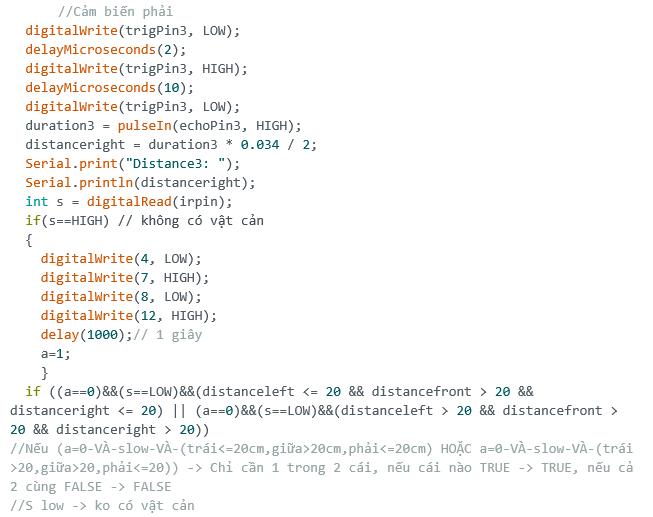 //Cảm biến phải
digitalWrite(trigPin3, LOW);
delayMicroseconds(2);
digitalWrite(trigPin3, HIGH);
delayMicroseconds(10);
digitalWrite(trigPin3, LOW);
duration3 = pulseIn(echoPin3, HIGH);
distanceright = duration3 * 0.034 / 2;
Serial.print("Distance3: ");
Serial.println(distanceright);
int s = digitalRead(irpin);
if(s==HIGH) // không có vật cản
{
digitalWrite(4, LOW);
digitalWrite(7, HIGH);
digitalWrite(8, LOW);
digitalWrite(12, HIGH);
delay(1000);// 1 giây
a=1;
}
if ((a==0)&&(s==LOW)&&(distanceleft <= 20 && distancefront > 20 &&
distanceright <= 20) || (a==0)&&(s==LOW)&&(distanceleft > 20 && distancefront >
20 && distanceright > 20))
//Nếu (a=0-VÀ-slow-VÀ-(trái<=20cm,giữa>20cm,phải<=20cm) HOẶC a=0-VÀ-slow-VÀ-(trái
>20,giữa>20,phải<=20)) -> Chỉ cần 1 trong 2 cái, nếu cái nào TRUE -> TRUE, nếu cả
2 cùng FALSE -> FALSE
//S low -> ko có vật cản